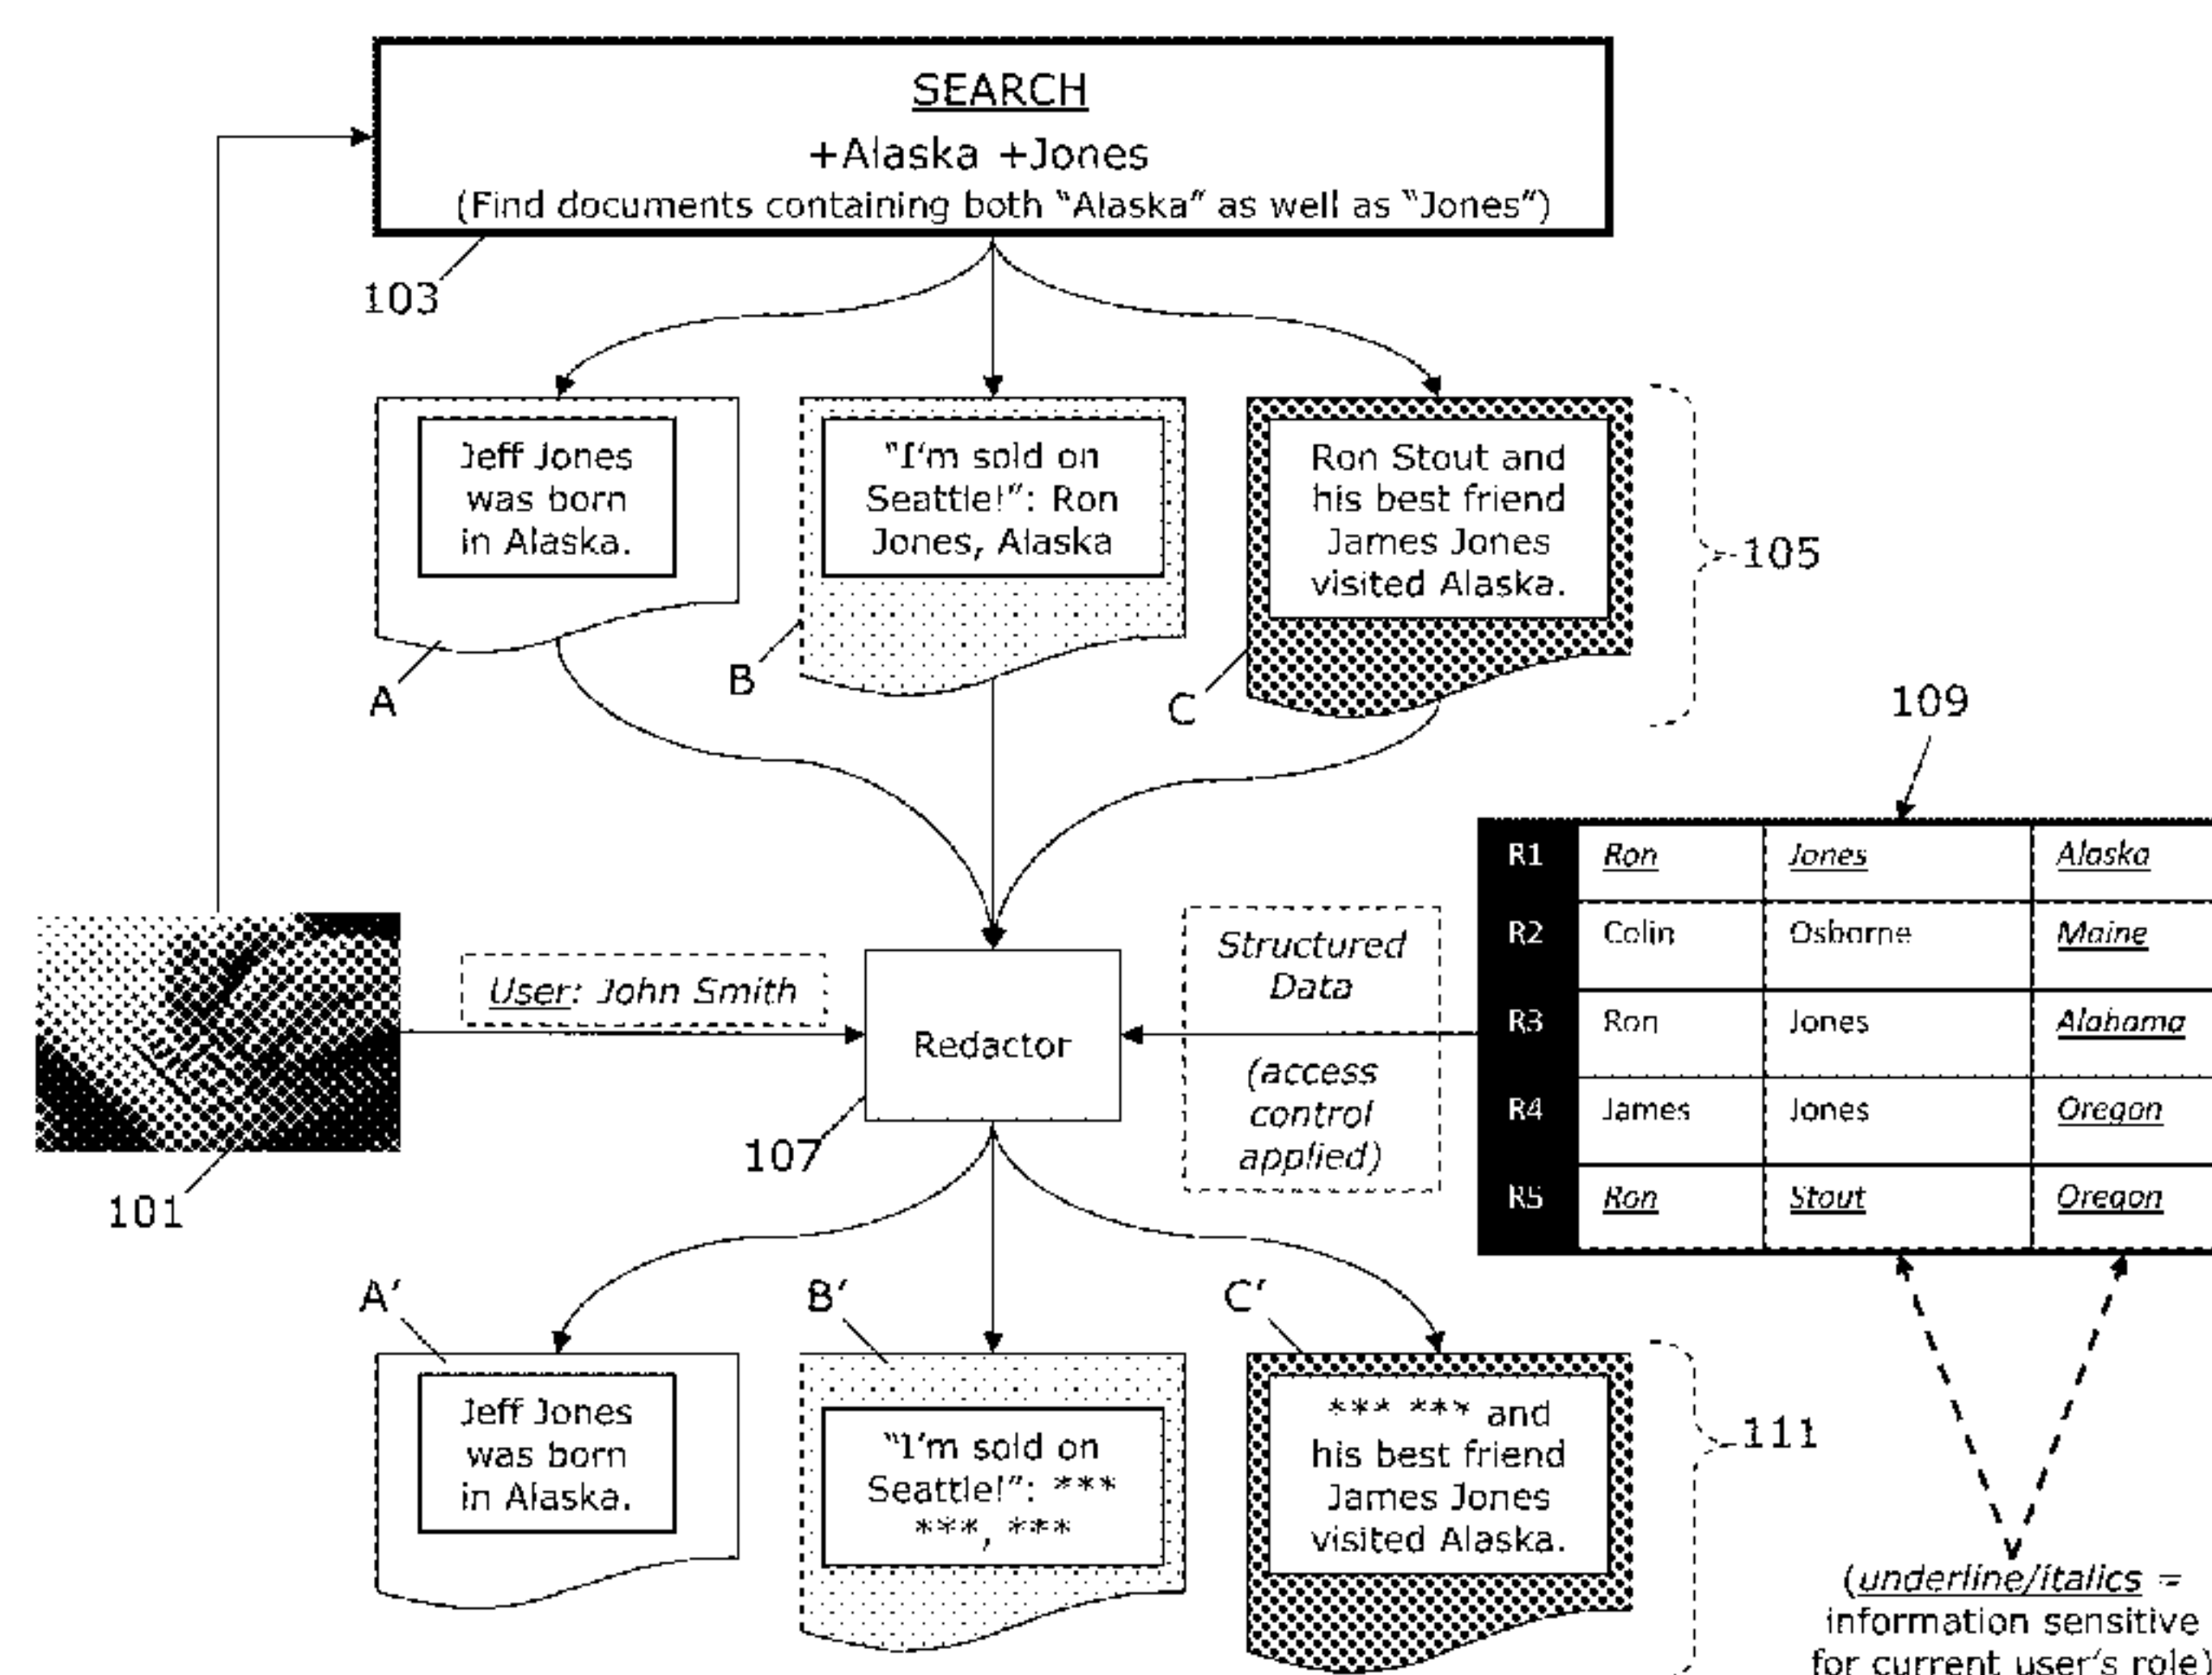 SEARCH
+Alaska +Jones
(Find documents containing both “Alaska” as well as “Jones”)
103
Jeff Jones
was born
in Alaska.
“I’m sold on
Seattle!”: Ron
Jones, Alaska
Ron Stout and
his best friend
James Jones
visited Alaska.
105
A
B
C
109
R1 Ron Jones Alaska
R2 Colin Osborne Maine
R3 Ron Jones Alabama
R4 James Jones Oregon
R5 Ron Stout Oregon
User: John Smith
Redactor
Structured
Data
(access
control
applied)
107
101
A’
B’
C’
Jeff Jones
was born
in Alaska.
“I’m sold on
Seattle!”: ***
***, ***
*** *** and
his best friend
James Jones
visited Alaska.
111
(underline/italics =
information sensitive
for current user’s role)